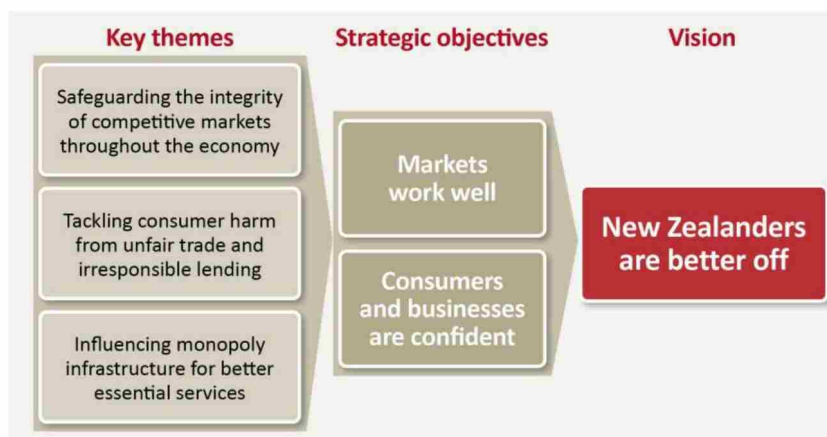 Key themes
Safeguarding the integrity
of competitive markets
throughout the economy
Tackling consumer harm
from unfair trade and
irresponsible lending
Influencing monopoly
infrastructure for better
essential services
Strategic objectives
Markets
work well
Consumers
and businesses
are confident
Vision
New Zealanders
are better off